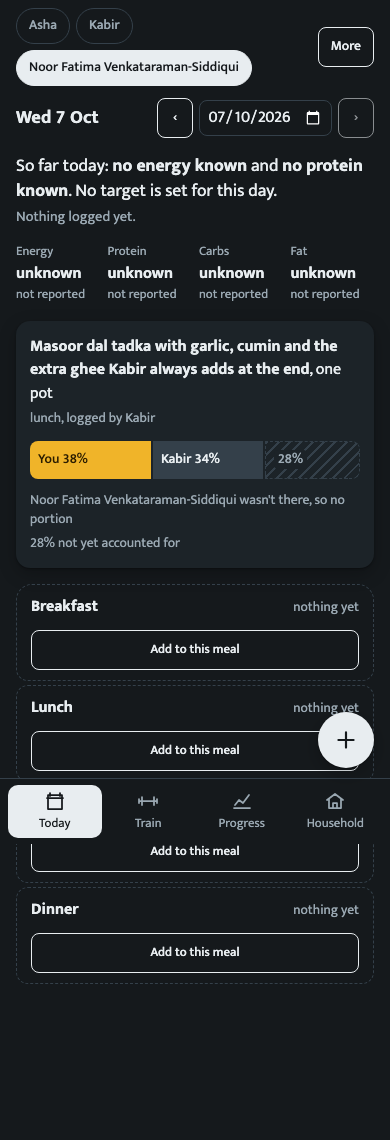 Asha
Kabir
More
Noor Fatima Venkataraman-Siddiqui
Wed 7 Oct
‹
07/10/2026
›
So far today: no energy known and no protein
known. No target is set for this day.
Nothing logged yet.
Energy
Protein
Carbs
Fat
unknown
unknown
unknown
unknown
not reported
not reported
not reported
not reported
Masoor dal tadka with garlic, cumin and the
extra ghee Kabir always adds at the end, one
pot
lunch, logged by Kabir
You 38%
Kabir 34%
28%
Noor Fatima Venkataraman-Siddiqui wasn't there, so no
portion
28% not yet accounted for
Breakfast
nothing yet
Add to this meal
Lunch
nothing yet
Add to this meal
+
Today
Train
Progress
Household
Add to this meal
Dinner
nothing yet
Add to this meal